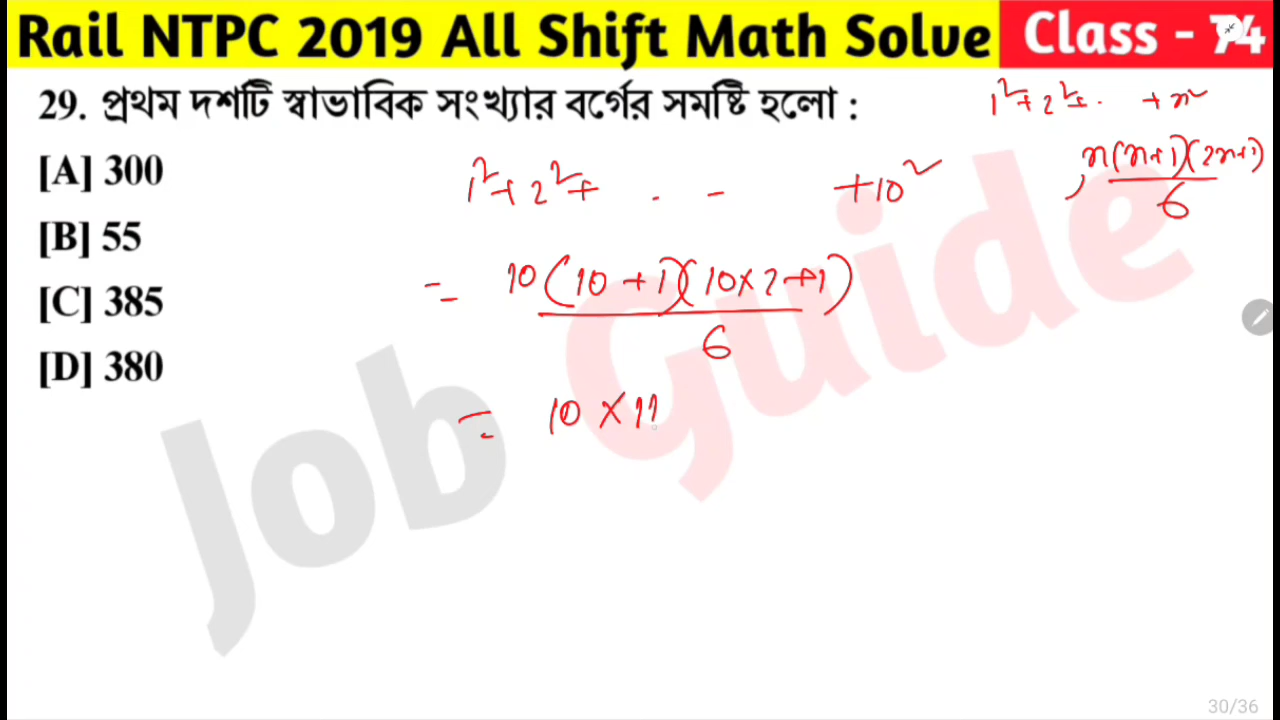 Rail NTPC 2019 All Shift Math Solve Class - 74
29. প্রথম দশটি স্বাভাবিক সংখ্যার বর্গের সমষ্টি হলো :
1²+2²+. +n²
[A] 300
1²+2²+ . - +10²
, n(n+1)(2n+1)
6
[B] 55
= 10(10+1)(10×2+1)
6
[C] 385
[D] 380
= 10×11
Job Guide
30/36